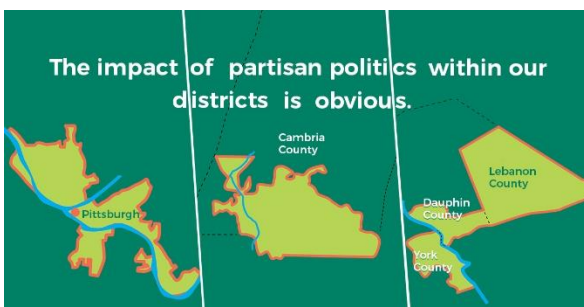 The impact of partisan politics within our
districts is obvious.
Pittsburgh
Cambria
County
Lebanon
County
Dauphin
County
York
County